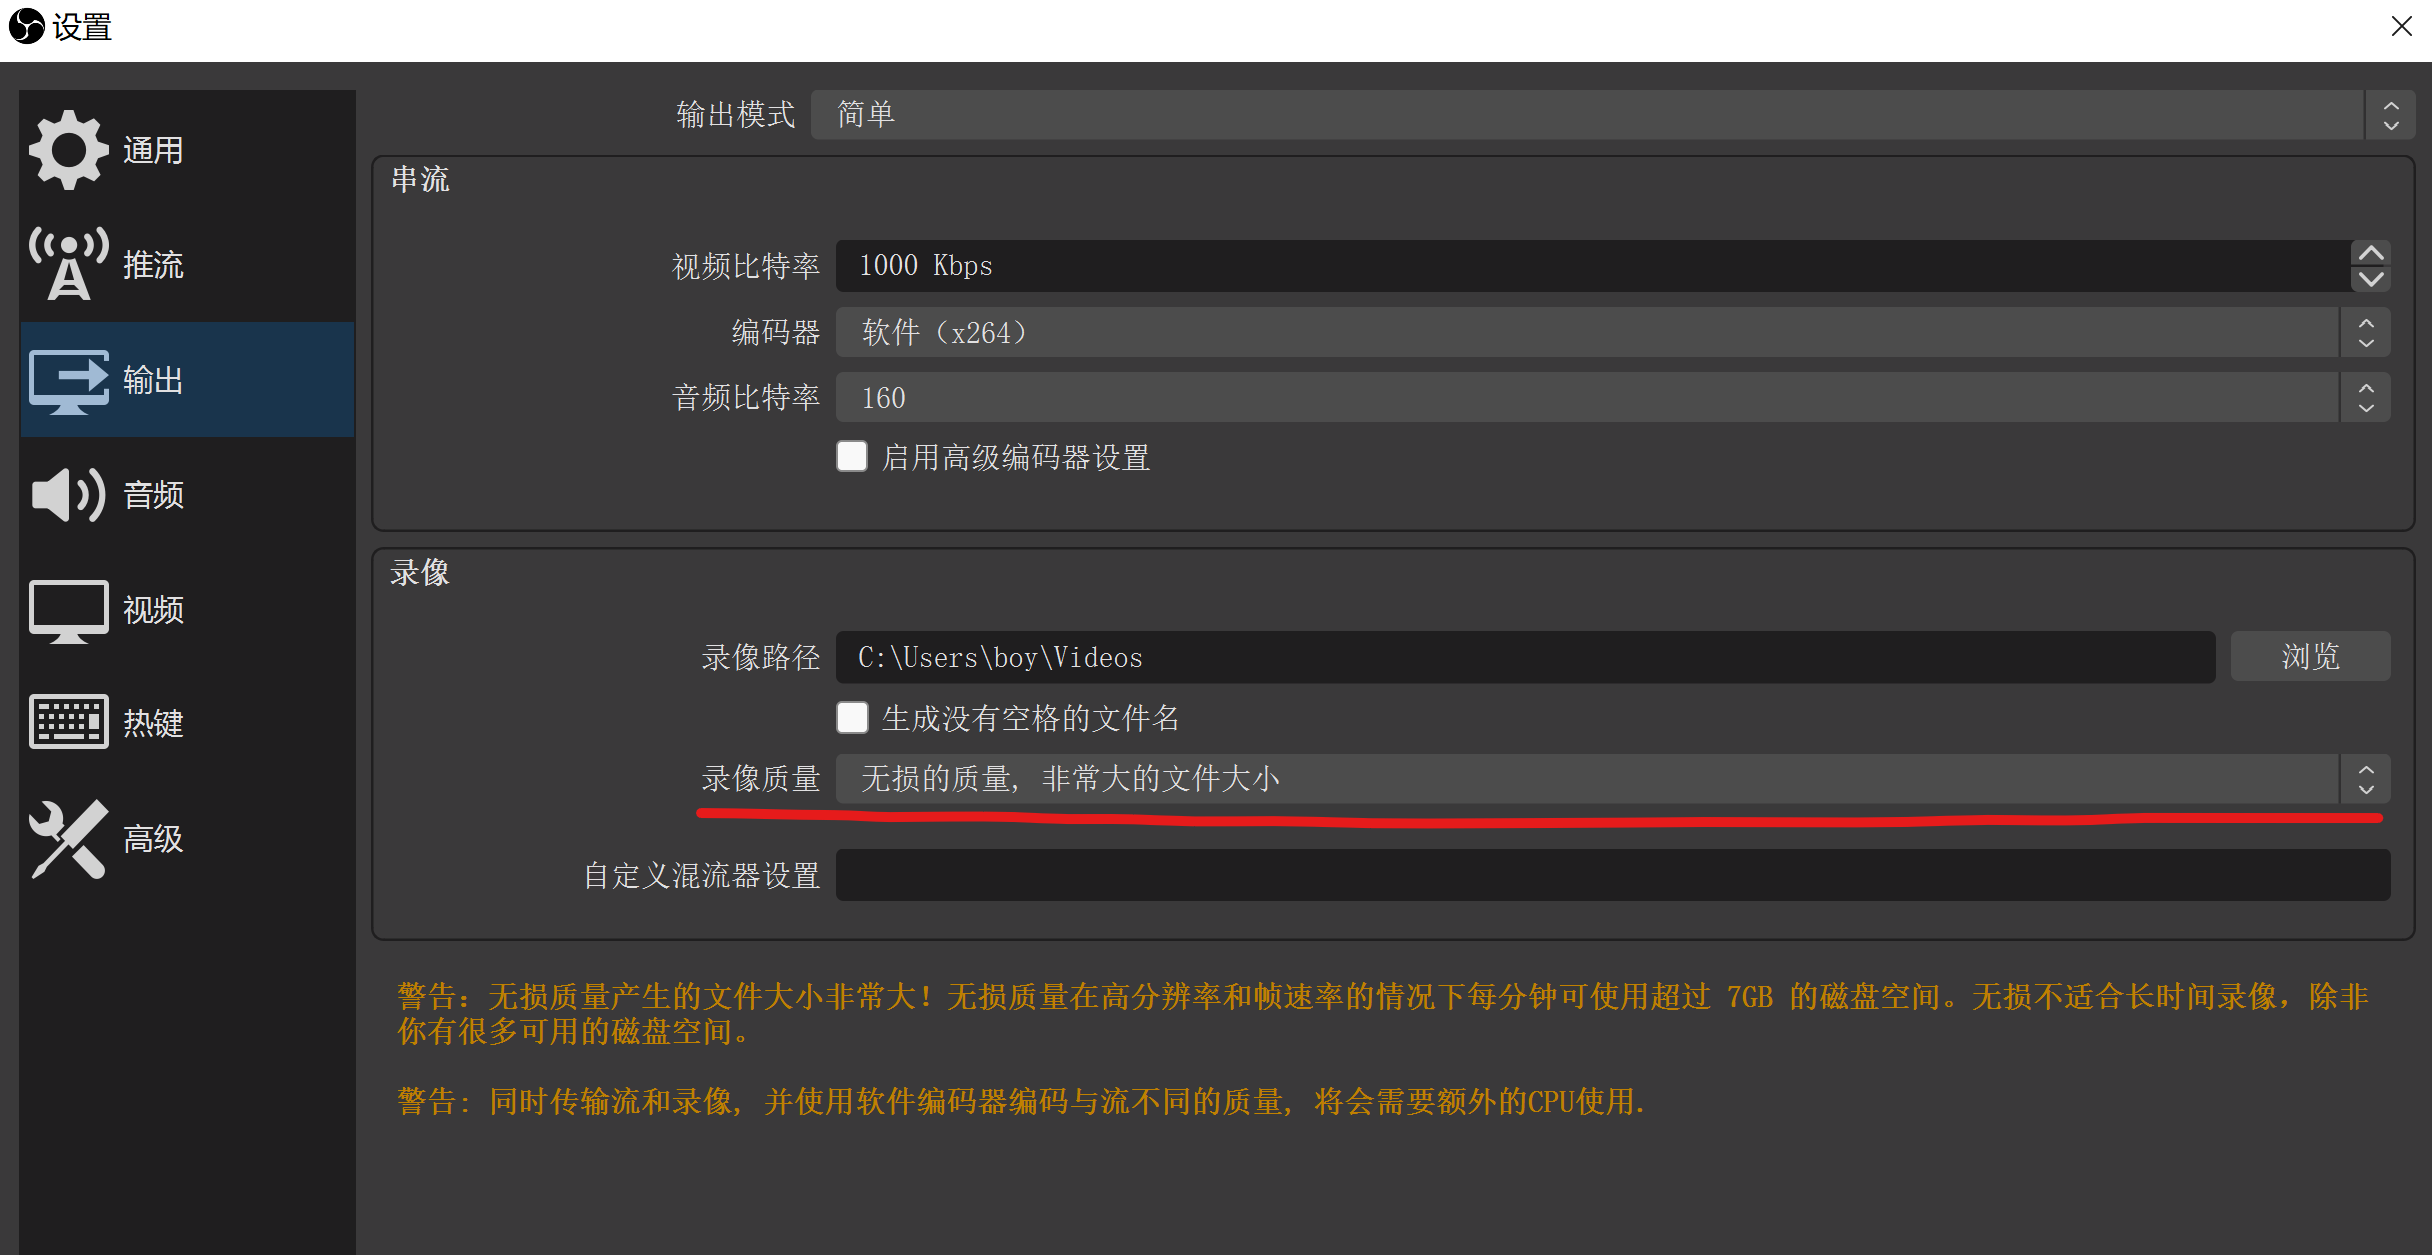 设置
通用
推流
输出
音频
视频
热键
高级
输出模式 简单
串流
视频比特率 1000 Kbps
编码器 软件（x264）
音频比特率 160
启用高级编码器设置
录像
录像路径 C:\Users\boy\Videos 浏览
生成没有空格的文件名
录像质量 无损的质量, 非常大的文件大小
自定义混流器设置
警告：无损质量产生的文件大小非常大！无损质量在高分辨率和帧速率的情况下每分钟可使用超过 7GB 的磁盘空间。无损不适合长时间录像，除非
你有很多可用的磁盘空间。
警告: 同时传输流和录像, 并使用软件编码器编码与流不同的质量, 将会需要额外的CPU使用.